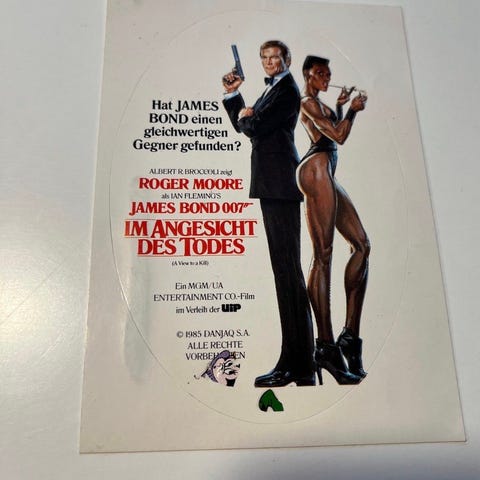 Hat JAMES
BOND einen
gleichwertigen
Gegner gefunden?
ALBERT R. BROCCOLI zeigt
ROGER MOORE
als IAN FLEMING'S
JAMES BOND 007
IM ANGESICHT
DES TODES
(A View to a Kill)
Ein MGM/UA
ENTERTAINMENT CO.-Film
im Verleih der UIP
© 1985 DANJAQ S.A.
ALLE RECHTE
VORBEHALTEN